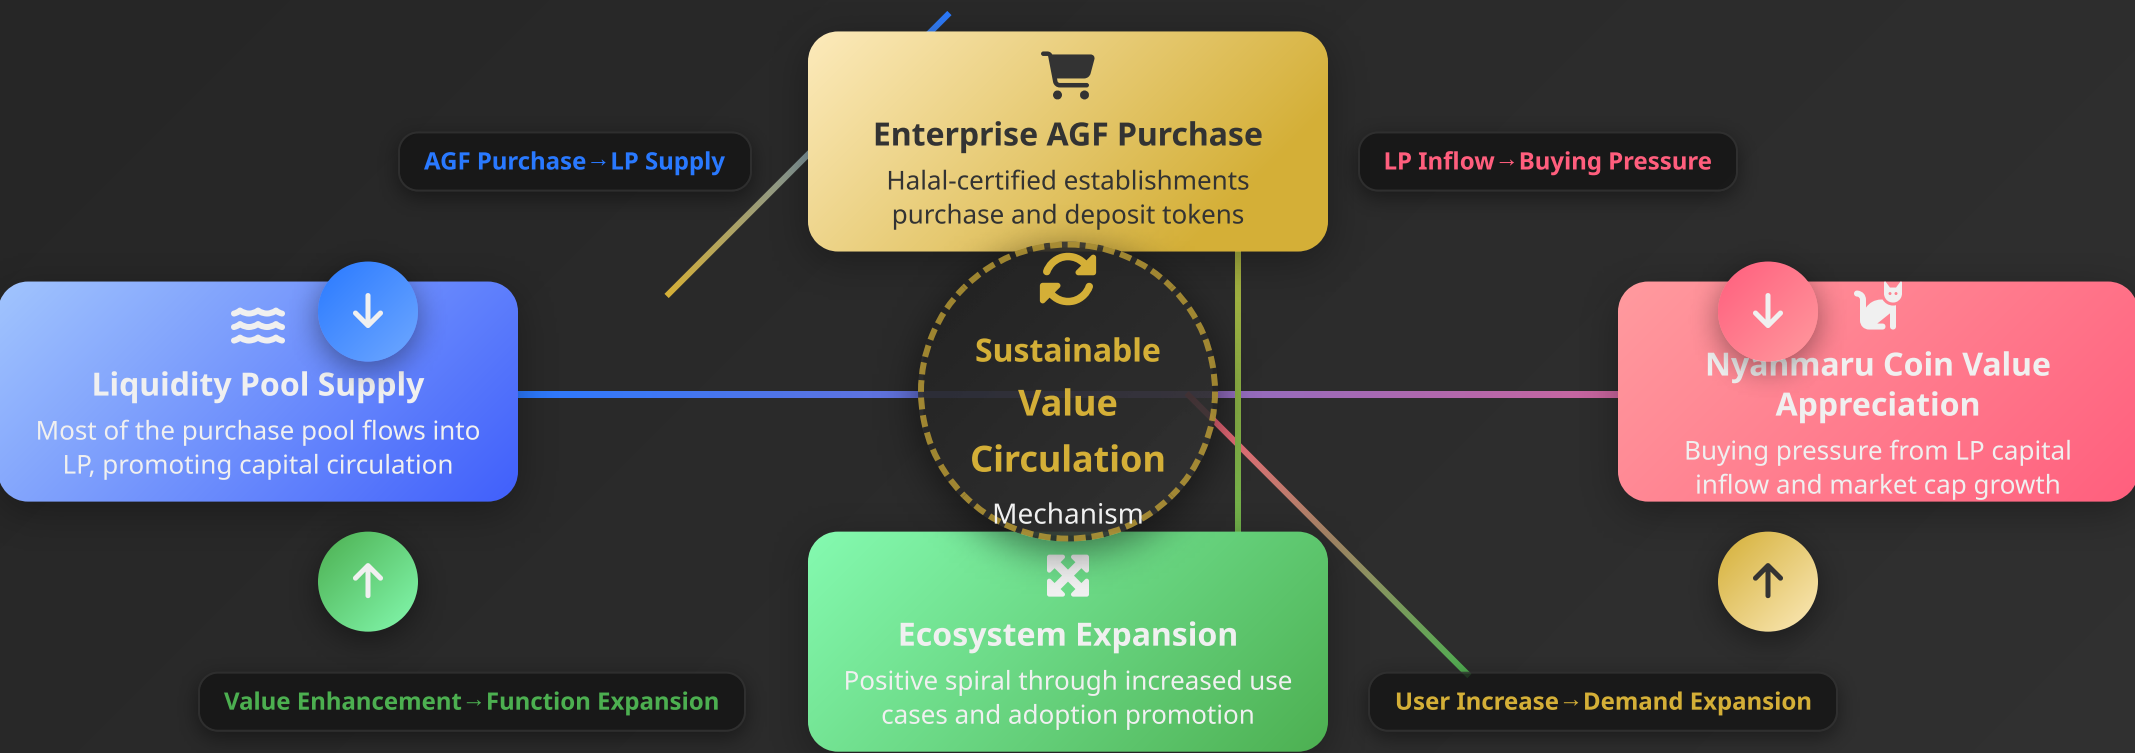 Enterprise AGF Purchase
Halal-certified establishments
purchase and deposit tokens
AGF Purchase→LP Supply
LP Inflow→Buying Pressure
Liquidity Pool Supply
Most of the purchase pool flows into
LP, promoting capital circulation
Sustainable
Value
Circulation
Mechanism
Nyanmaru Coin Value
Appreciation
Buying pressure from LP capital
inflow and market cap growth
Ecosystem Expansion
Positive spiral through increased use
cases and adoption promotion
Value Enhancement→Function Expansion
User Increase→Demand Expansion